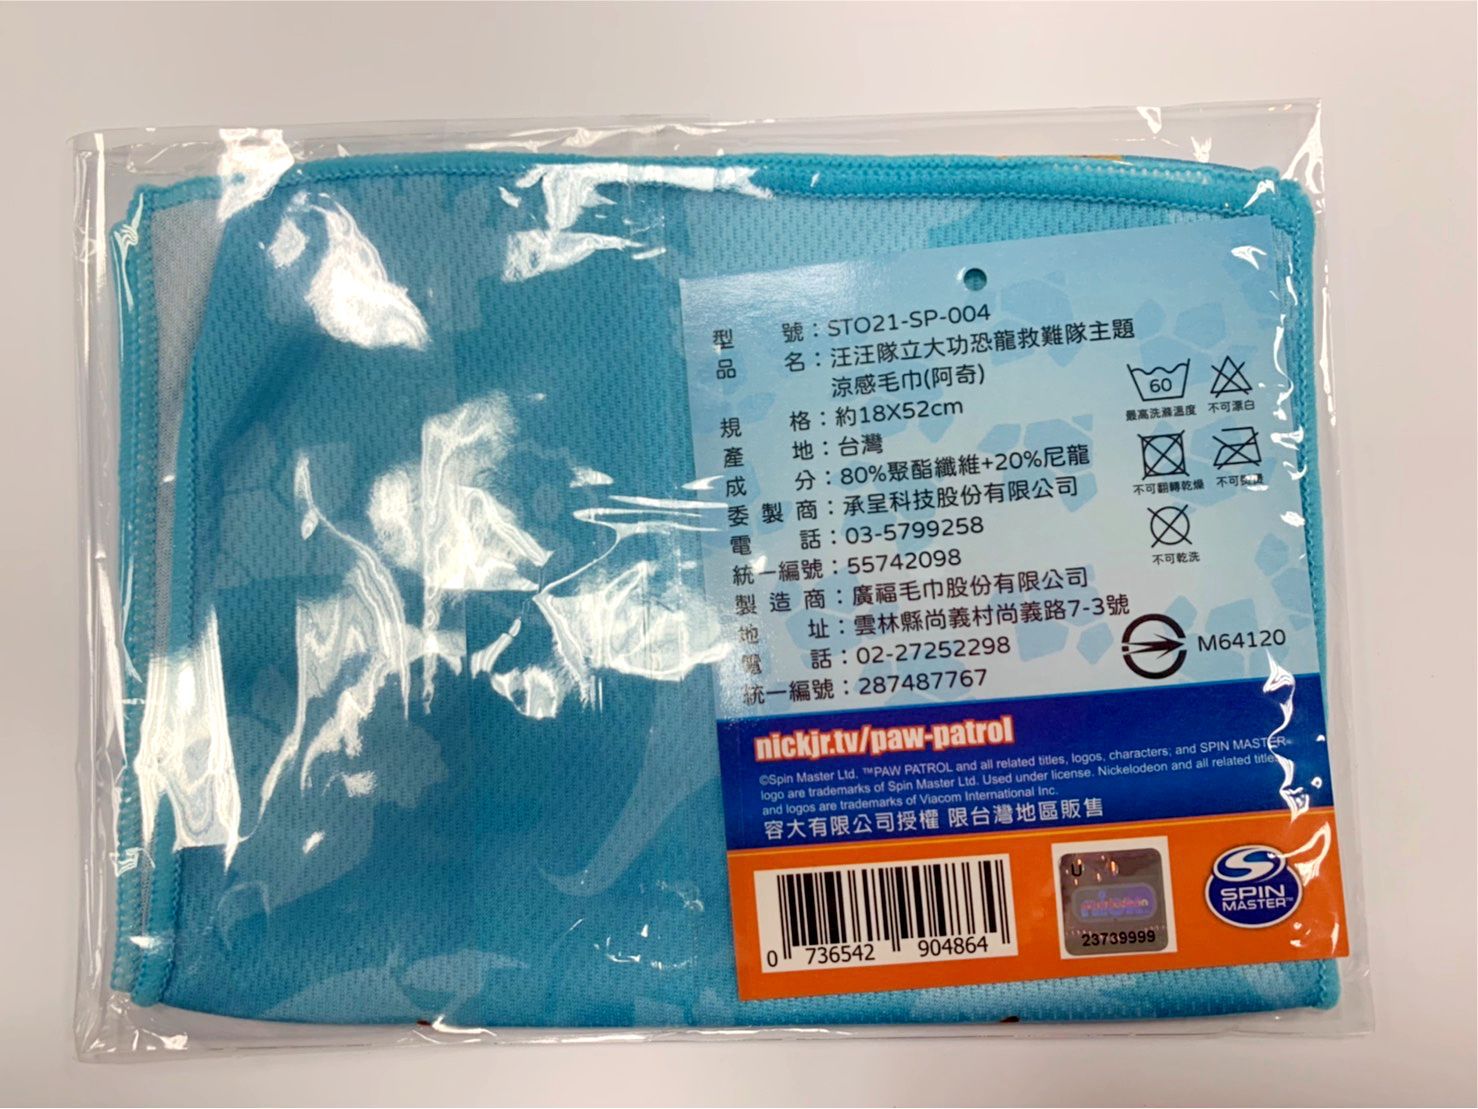 型　　號：STO21-SP-004
品　　名：汪汪隊立大功恐龍救難隊主題
涼感毛巾(阿奇)
規　　格：約18X52cm
產　　地：台灣
成　　分：80%聚酯纖維+20%尼龍
委 製 商：承呈科技股份有限公司
電　　話：03-5799258
統一編號：55742098
製 造 商：廣福毛巾股份有限公司
地　　址：雲林縣尚義村尚義路7-3號
電　　話：02-27252298
統一編號：287487767
60
最高洗滌溫度 不可漂白
不可翻轉乾燥 不可
不可乾洗
M64120
nickjr.tv/paw-patrol
©Spin Master Ltd. ™PAW PATROL and all related titles, logos, characters; and SPIN MASTER
logo are trademarks of Spin Master Ltd. Used under license. Nickelodeon and all related titles
and logos are trademarks of Viacom International Inc.
容大有限公司授權 限台灣地區販售
0 736542 904864
23739999
SPIN
MASTER™